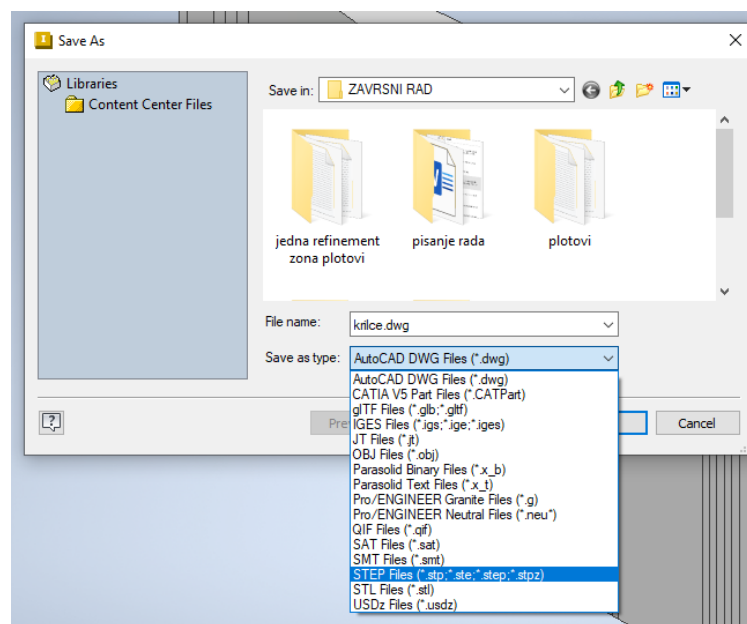 Save As
Libraries
Content Center Files
Save in:
ZAVRSNI RAD
jedna refinement
zona plotovi
pisanje rada
plotovi
File name:
krilce.dwg
Save as type:
AutoCAD DWG Files (*.dwg)
AutoCAD DWG Files (*.dwg)
CATIA V5 Part Files (*.CATPart)
glTF Files (*.glb;*.gltf)
IGES Files (*.igs;*.ige;*.iges)
JT Files (*.jt)
OBJ Files (*.obj)
Parasolid Binary Files (*.x_b)
Parasolid Text Files (*.x_t)
Pro/ENGINEER Granite Files (*.g)
Pro/ENGINEER Neutral Files (*.neu*)
QIF Files (*.qif)
SAT Files (*.sat)
SMT Files (*.smt)
STEP Files (*.stp;*.ste;*.step;*.stpz)
STL Files (*.stl)
USDz Files (*.usdz)
Cancel